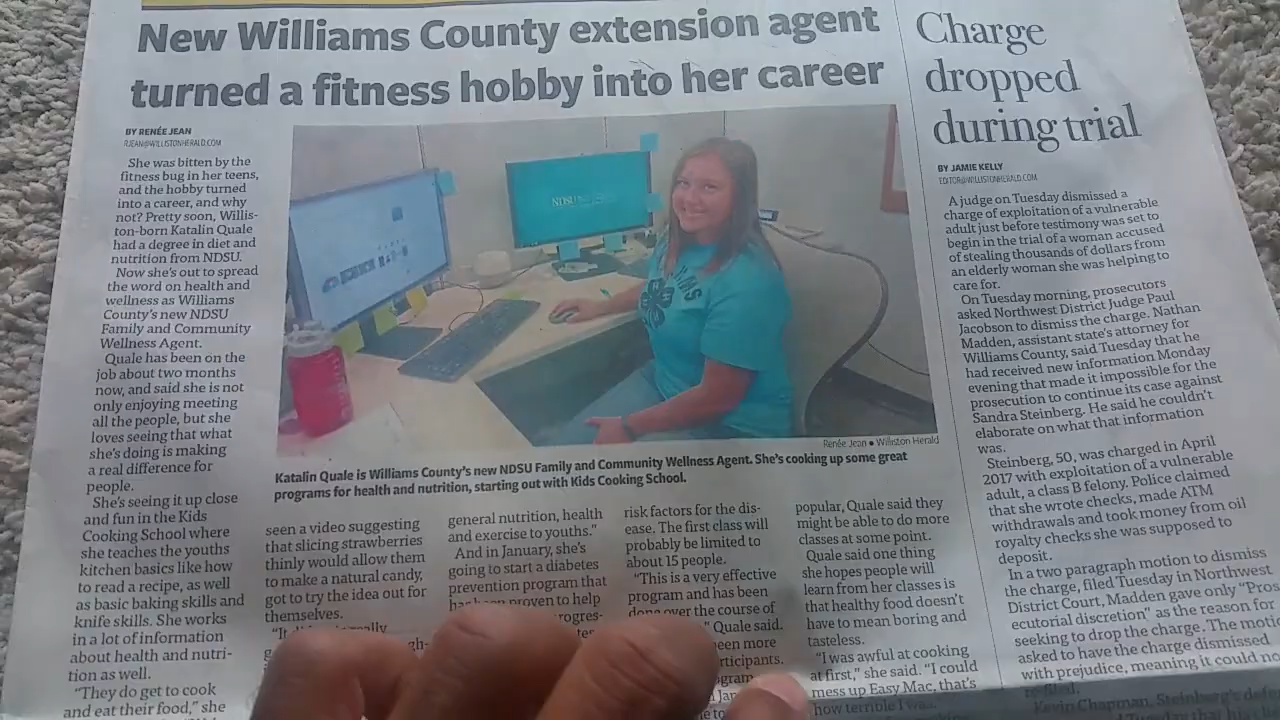 New Williams County extension agent
turned a fitness hobby into her career
BY RENÉE JEAN
RJEAN@WILLISTONHERALD.COM
She was bitten by the
fitness bug in her teens,
and the hobby turned
into a career, and why
not? Pretty soon, Willis-
ton-born Katalin Quale
had a degree in diet and
nutrition from NDSU.
Now she's out to spread
the word on health and
wellness as Williams
County's new NDSU
Family and Community
Wellness Agent.
Quale has been on the
job about two months
now, and said she is not
only enjoying meeting
all the people, but she
loves seeing that what
she's doing is making
a real difference for
people.
She's seeing it up close
and fun in the Kids
Cooking School where
she teaches the youths
kitchen basics like how
to read a recipe, as well
as basic baking skills and
knife skills. She works
in a lot of information
about health and nutri-
tion as well.
"They do get to cook
and eat their food," she
NDSU
Renée Jean • Williston Herald
Katalin Quale is Williams County's new NDSU Family and Community Wellness Agent. She's cooking up some great
programs for health and nutrition, starting out with Kids Cooking School.
seen a video suggesting
that slicing strawberries
thinly would allow them
to make a natural candy,
got to try the idea out for
themselves.
general nutrition, health
and exercise to youths."
And in January, she's
going to start a diabetes
prevention program that
has been proven to help
risk factors for the dis-
ease. The first class will
probably be limited to
about 15 people.
"This is a very effective
program and has been
done over the course of
Quale said.
been more
participants.
popular, Quale said they
might be able to do more
classes at some point.
Quale said one thing
she hopes people will
learn from her classes is
that healthy food doesn't
have to mean boring and
tasteless.
"I was awful at cooking
at first," she said. "I could
mess up Easy Mac, that's
how terrible I was.
Charge
dropped
during trial
BY JAMIE KELLY
EDITOR@WILLISTONHERALD.COM
A judge on Tuesday dismissed a
charge of exploitation of a vulnerable
adult just before testimony was set to
begin in the trial of a woman accused
of stealing thousands of dollars from
an elderly woman she was helping to
care for.
On Tuesday morning, prosecutors
asked Northwest District Judge Paul
Jacobson to dismiss the charge. Nathan
Madden, assistant state's attorney for
Williams County, said Tuesday that he
had received new information Monday
evening that made it impossible for the
prosecution to continue its case against
Sandra Steinberg. He said he couldn't
elaborate on what that information
was.
Steinberg, 50, was charged in April
2017 with exploitation of a vulnerable
adult, a class B felony. Police claimed
that she wrote checks, made ATM
withdrawals and took money from oil
royalty checks she was supposed to
deposit.
In a two paragraph motion to dismiss
the charge, filed Tuesday in Northwest
District Court, Madden gave only "Pros
ecutorial discretion" as the reason for
seeking to drop the charge. The motio
asked to have the charge dismissed
with prejudice, meaning it could no
refiled.
Kevin Chapman, Steinberg's defe